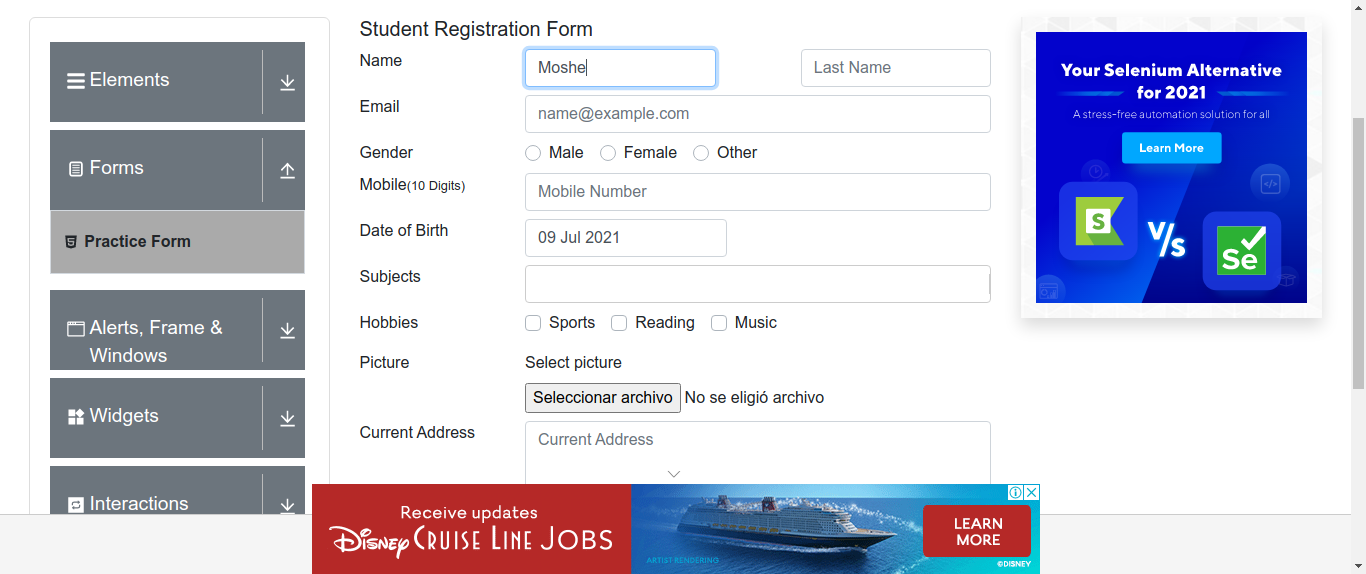 Elements
Forms
Practice Form
Alerts, Frame &
Windows
Widgets
Interactions
Student Registration Form
Name
Moshe
Last Name
Email
name@example.com
Gender
Male
Female
Other
Mobile(10 Digits)
Mobile Number
Date of Birth
09 Jul 2021
Subjects
Hobbies
Sports
Reading
Music
Picture
Select picture
Seleccionar archivo
No se eligió archivo
Current Address
Current Address
Your Selenium Alternative
for 2021
A stress-free automation solution for all
Learn More
S
V/S
Se
Receive updates
DISNEY CRUISE LINE JOBS
ARTIST RENDERING
LEARN
MORE
©DISNEY